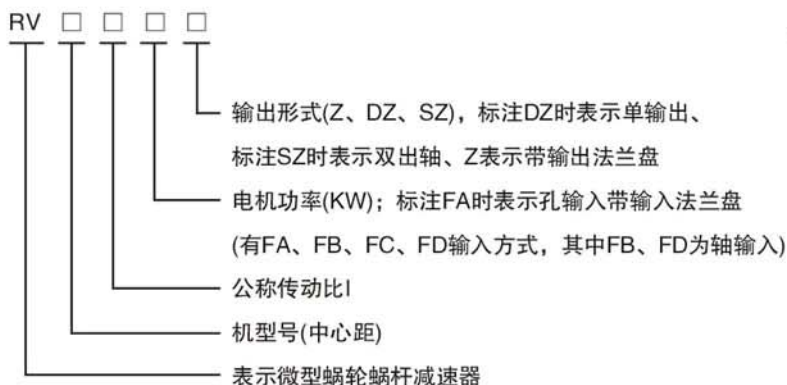 RV □ □ □ □
输出形式(Z、DZ、SZ)，标注DZ时表示单输出、
标注SZ时表示双出轴、Z表示带输出法兰盘
电机功率(KW)；标注FA时表示孔输入带输入法兰盘
(有FA、FB、FC、FD输入方式，其中FB、FD为轴输入)
公称传动比I
机型号(中心距)
表示微型蜗轮蜗杆减速器